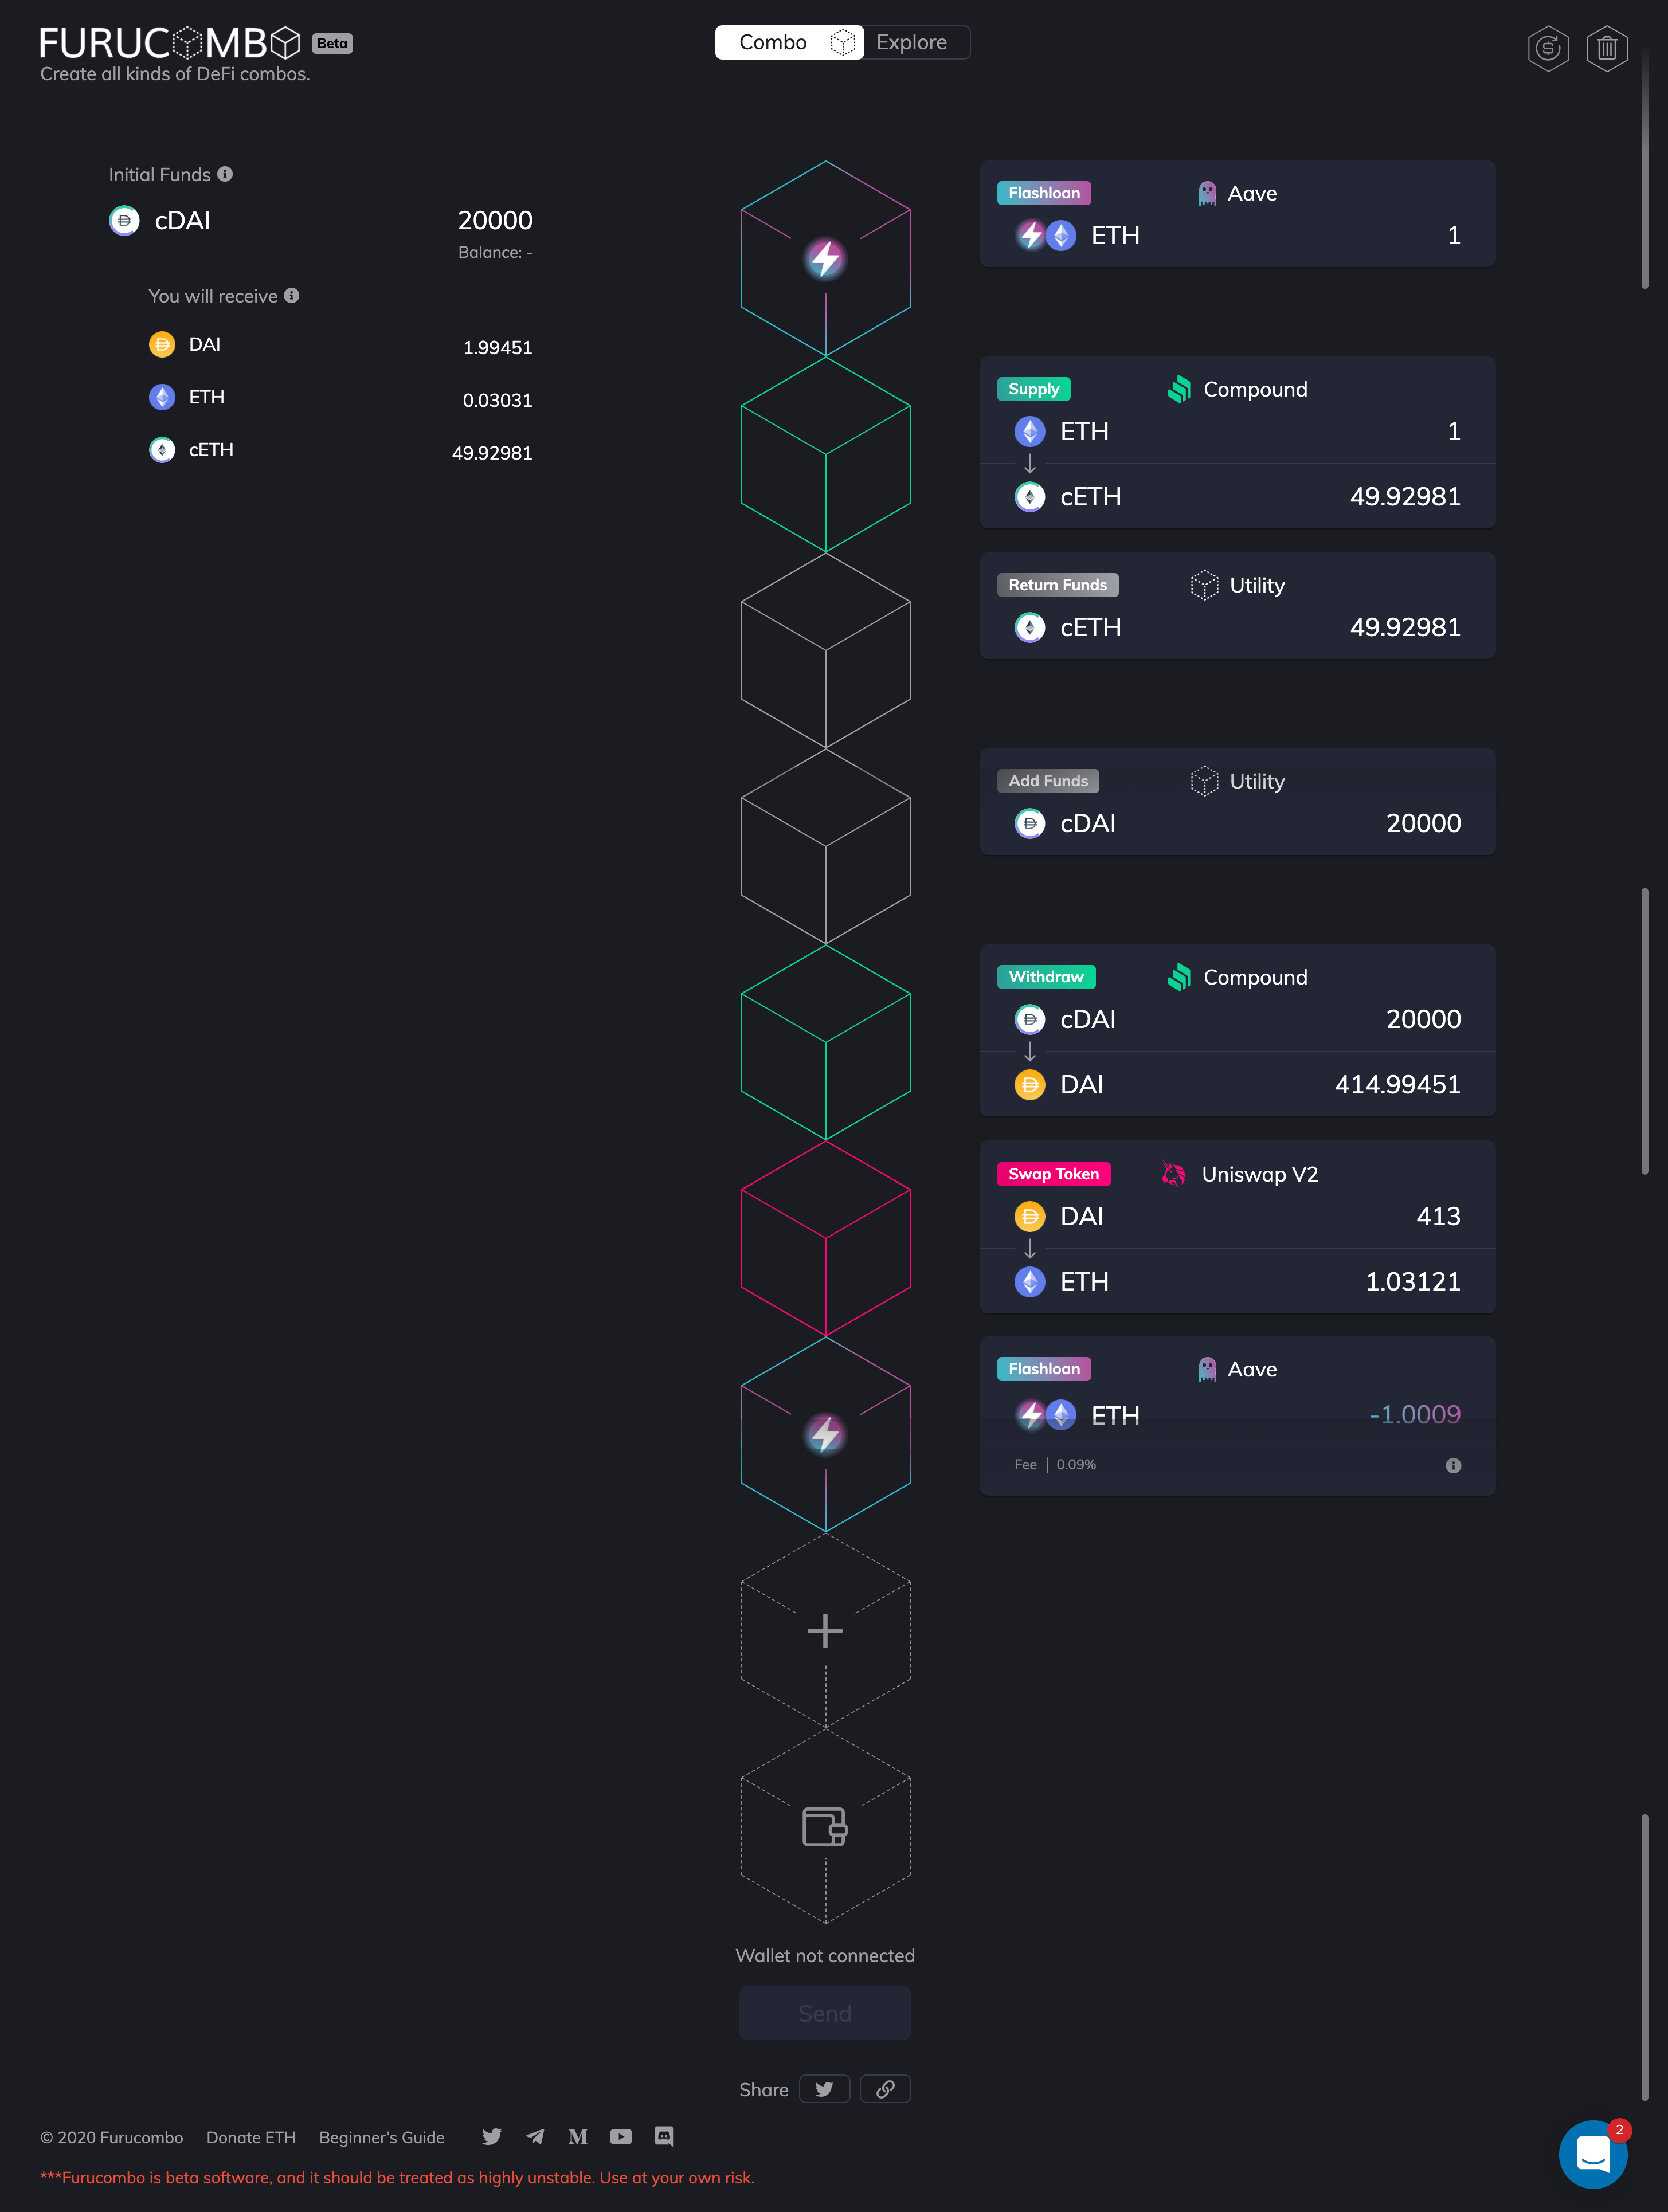 FURUCOMBO Beta
Create all kinds of DeFi combos.
Combo Explore
Initial Funds
cDAI 20000
Balance: -
You will receive
DAI 1.99451
ETH 0.03031
cETH 49.92981
Flashloan Aave
ETH 1
Supply Compound
ETH 1
cETH 49.92981
Return Funds Utility
cETH 49.92981
Add Funds Utility
cDAI 20000
Withdraw Compound
cDAI 20000
DAI 414.99451
Swap Token Uniswap V2
DAI 413
ETH 1.03121
Flashloan Aave
ETH -1.0009
Fee | 0.09%
Wallet not connected
Send
Share
© 2020 Furucombo Donate ETH Beginner's Guide
2
***Furucombo is beta software, and it should be treated as highly unstable. Use at your own risk.